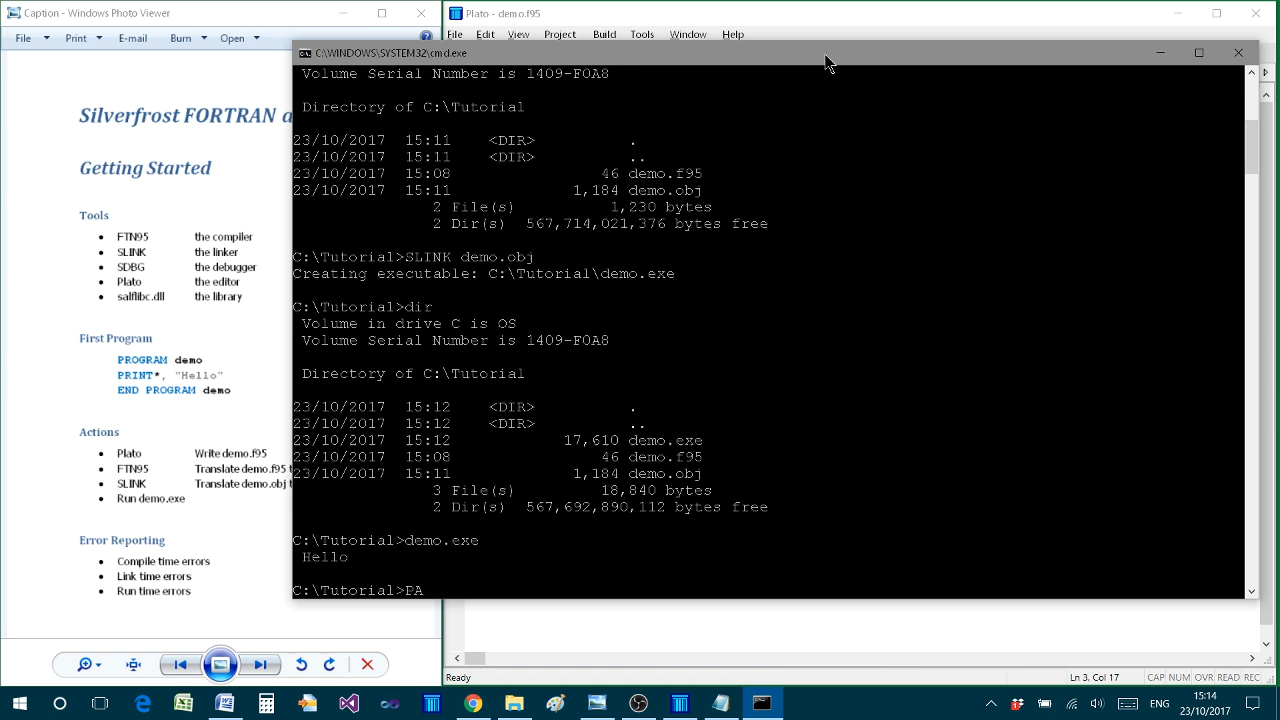 Caption - Windows Photo Viewer
File Print E-mail Burn Open
Silverfrost FORTRAN a
Getting Started
Tools
FTN95 the compiler
SLINK the linker
SDBG the debugger
Plato the editor
salflibc.dll the library
First Program
PROGRAM demo
PRINT*, "Hello"
END PROGRAM demo
Actions
Plato Write demo.f95
FTN95 Translate demo.f95 t
SLINK Translate demo.obj t
Run demo.exe
Error Reporting
Compile time errors
Link time errors
Run time errors
Plato - demo.f95
File Edit View Project Build Tools Window Help
C:\WINDOWS\SYSTEM32\cmd.exe
Volume Serial Number is 1409-F0A8
Directory of C:\Tutorial
23/10/2017 15:11 <DIR> .
23/10/2017 15:11 <DIR> ..
23/10/2017 15:08 46 demo.f95
23/10/2017 15:11 1,184 demo.obj
2 File(s) 1,230 bytes
2 Dir(s) 567,714,021,376 bytes free
C:\Tutorial>SLINK demo.obj
Creating executable: C:\Tutorial\demo.exe
C:\Tutorial>dir
Volume in drive C is OS
Volume Serial Number is 1409-F0A8
Directory of C:\Tutorial
23/10/2017 15:12 <DIR> .
23/10/2017 15:12 <DIR> ..
23/10/2017 15:12 17,610 demo.exe
23/10/2017 15:08 46 demo.f95
23/10/2017 15:11 1,184 demo.obj
3 File(s) 18,840 bytes
2 Dir(s) 567,692,890,112 bytes free
C:\Tutorial>demo.exe
Hello
C:\Tutorial>PA
Ready Ln 3, Col 17 CAP NUM OVR READ REC
ENG
15:14
23/10/2017